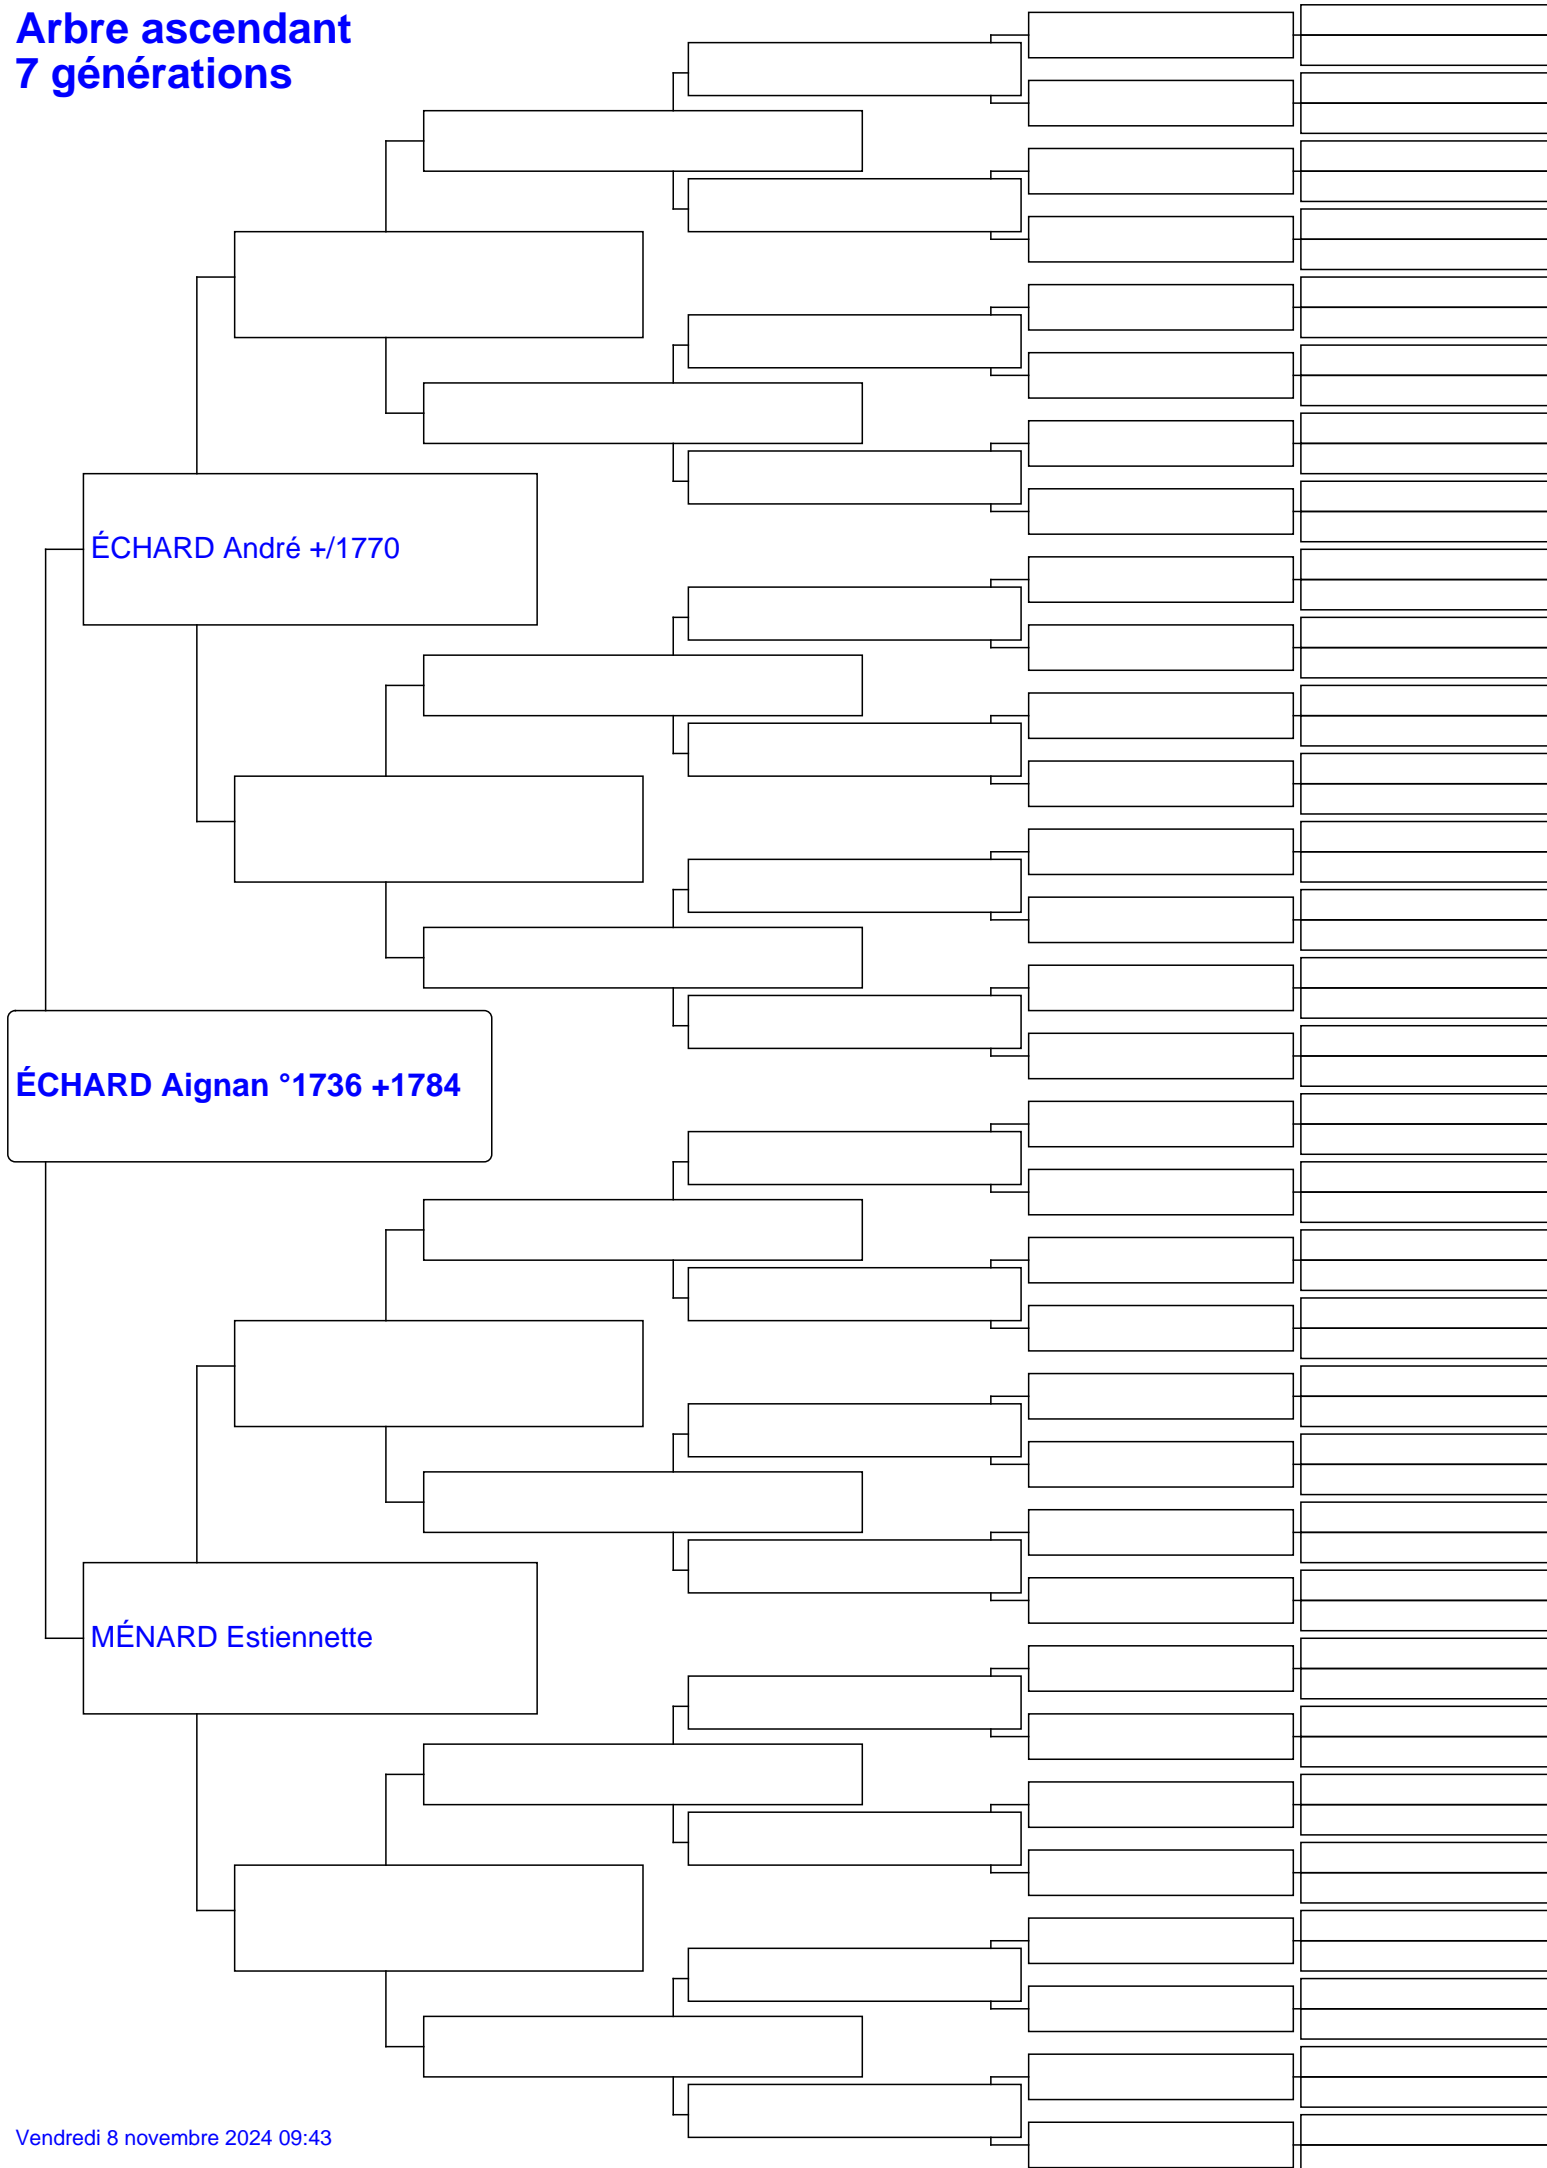 Arbre ascendant
7 générations
ÉCHARD André +/1770
ÉCHARD Aignan °1736 +1784
MÉNARD Estiennette
Vendredi 8 novembre 2024 09:43